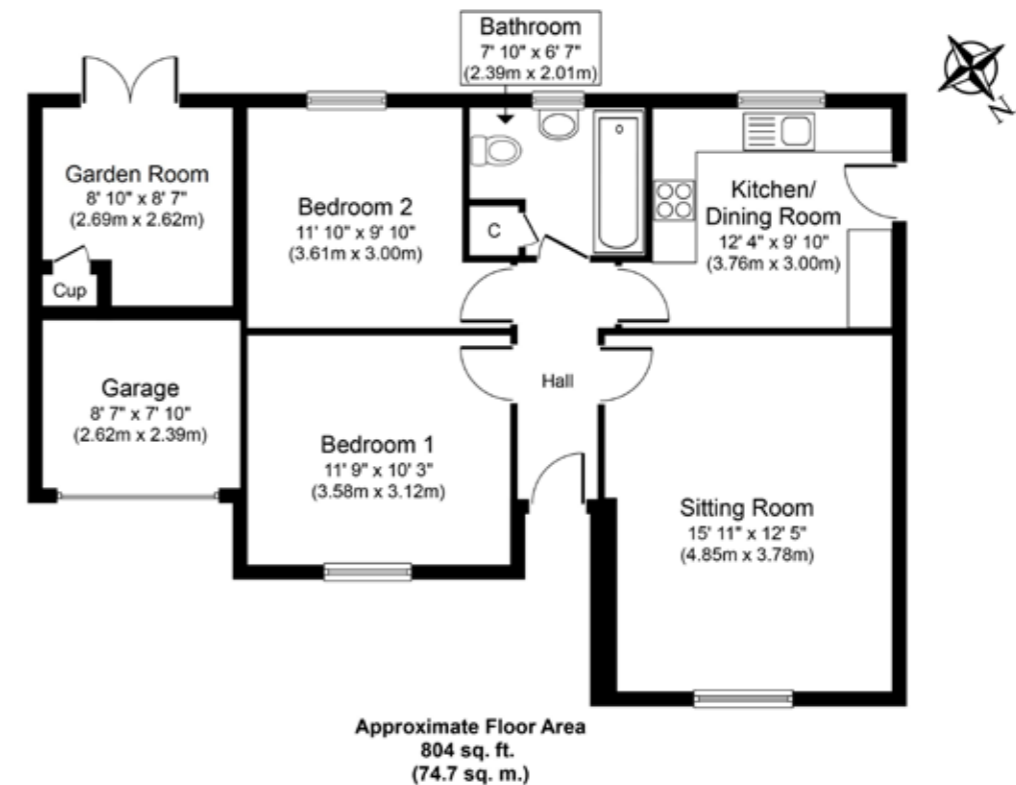 Bathroom
7' 10" x 6' 7"
(2.39m x 2.01m)
N
Garden Room
8' 10" x 8' 7"
(2.69m x 2.62m)
Cup
Bedroom 2
11' 10" x 9' 10"
(3.61m x 3.00m)
C
Kitchen/
Dining Room
12' 4" x 9' 10"
(3.76m x 3.00m)
Garage
8' 7" x 7' 10"
(2.62m x 2.39m)
Hall
Bedroom 1
11' 9" x 10' 3"
(3.58m x 3.12m)
Sitting Room
15' 11" x 12' 5"
(4.85m x 3.78m)
Approximate Floor Area
804 sq. ft.
(74.7 sq. m.)